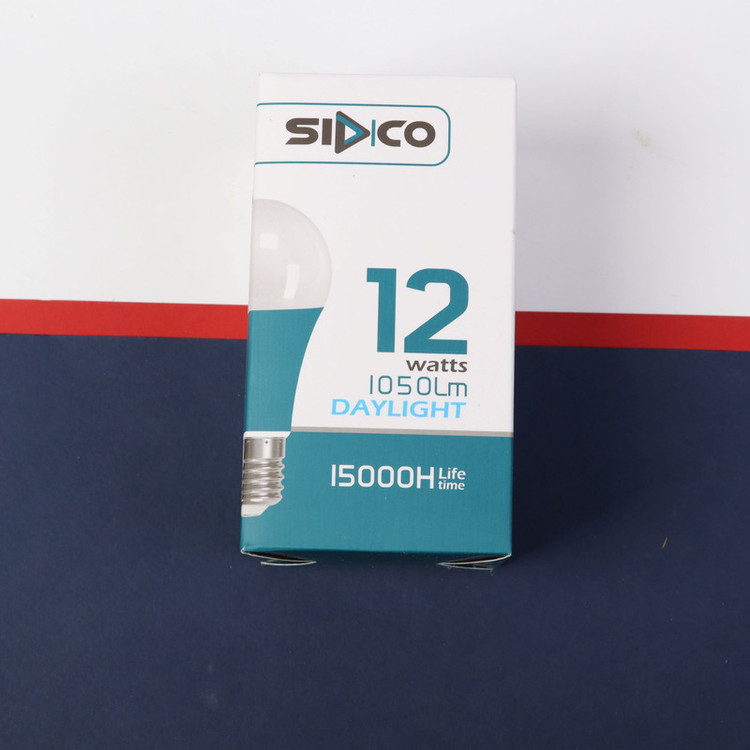 SIDCO
12
watts
1050Lm
DAYLIGHT
15000H Life
time